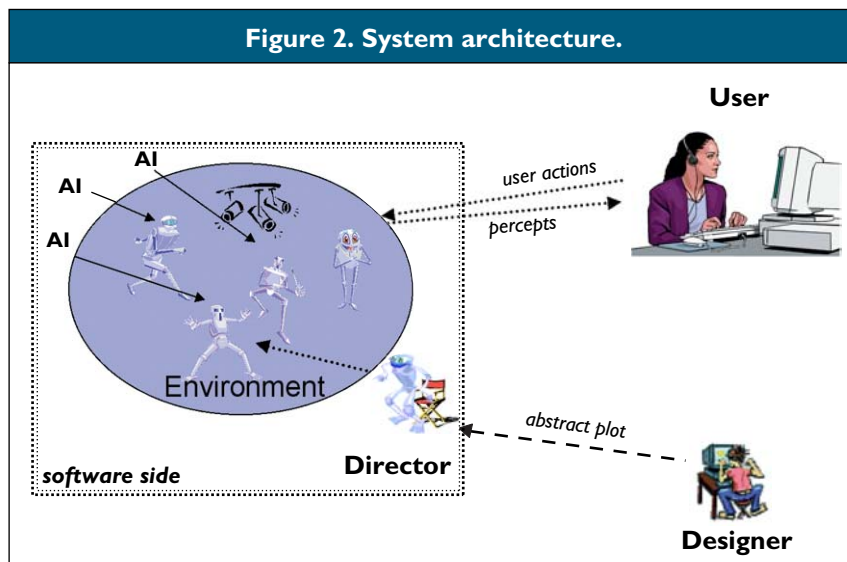 Figure 2. System architecture.
User
AI
AI
AI
user actions
percepts
Environment
abstract plot
Director
software side
Designer